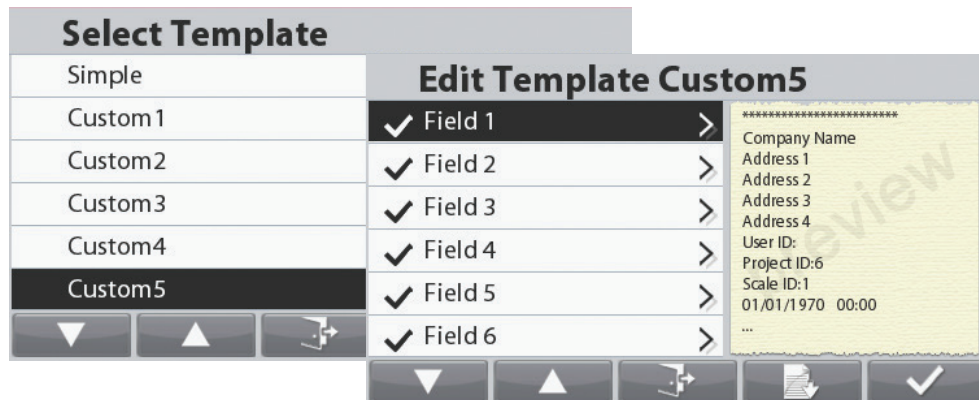 Select Template
Simple
Custom1
Custom2
Custom3
Custom4
Custom5
Edit Template Custom5
Field 1
Field 2
Field 3
Field 4
Field 5
Field 6
************************
Company Name
Address 1
Address 2
Address 3
Address 4
User ID:
Project ID:6
Scale ID:1
01/01/1970 00:00
...
Preview